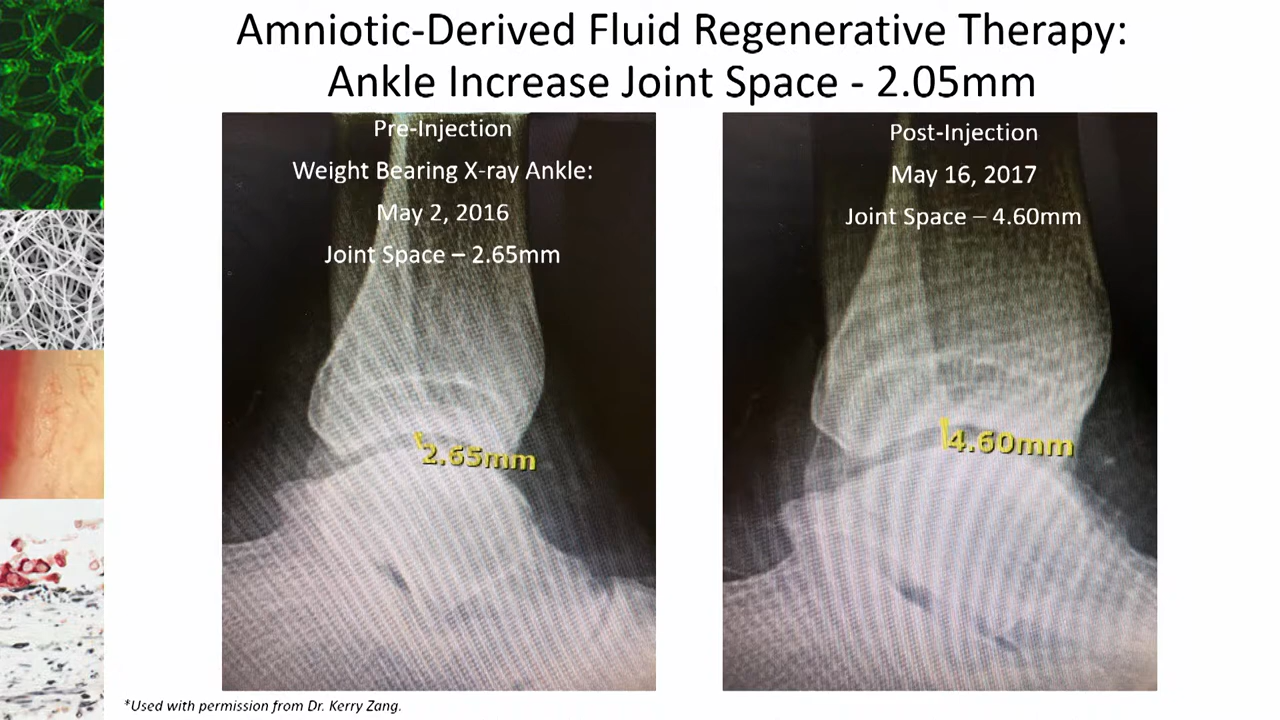 Amniotic-Derived Fluid Regenerative Therapy:
Ankle Increase Joint Space - 2.05mm
Pre-Injection
Weight Bearing X-ray Ankle:
May 2, 2016
Joint Space – 2.65mm
2.65mm
Post-Injection
May 16, 2017
Joint Space – 4.60mm
4.60mm
*Used with permission from Dr. Kerry Zang.